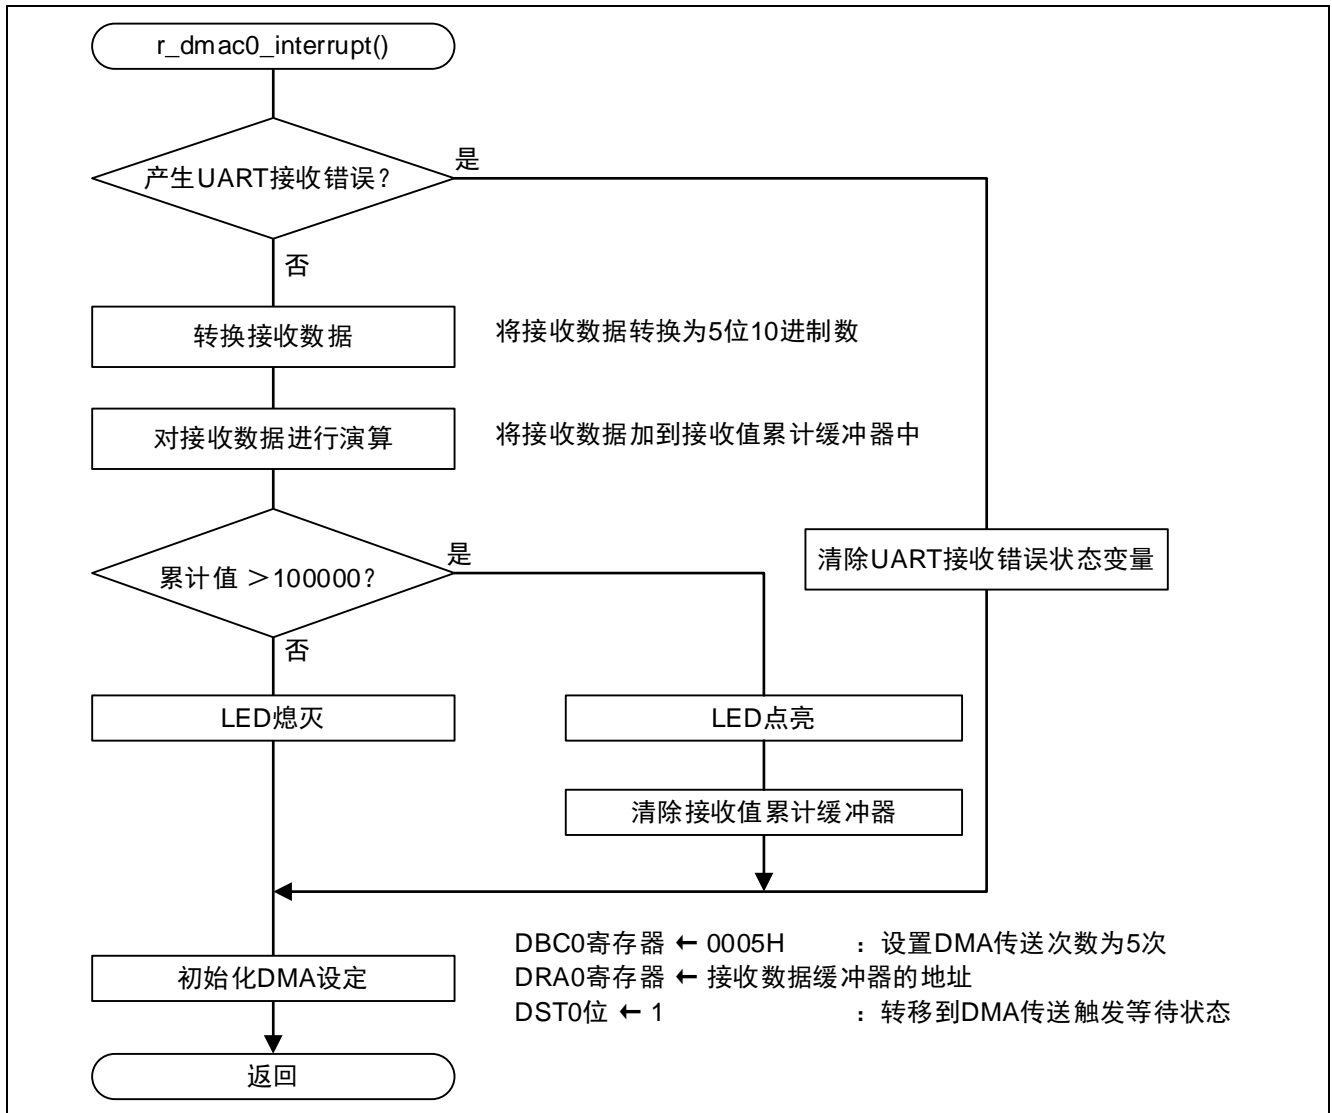 r_dmac0_interrupt()
产生UART接收错误？
是
否
转换接收数据
将接收数据转换为5位10进制数
对接收数据进行演算
将接收数据加到接收值累计缓冲器中
累计值 ＞100000？
是
清除UART接收错误状态变量
否
LED熄灭
LED点亮
清除接收值累计缓冲器
DBC0寄存器 ← 0005H ：设置DMA传送次数为5次
DRA0寄存器 ← 接收数据缓冲器的地址
DST0位 ← 1 ：转移到DMA传送触发等待状态
初始化DMA设定
返回